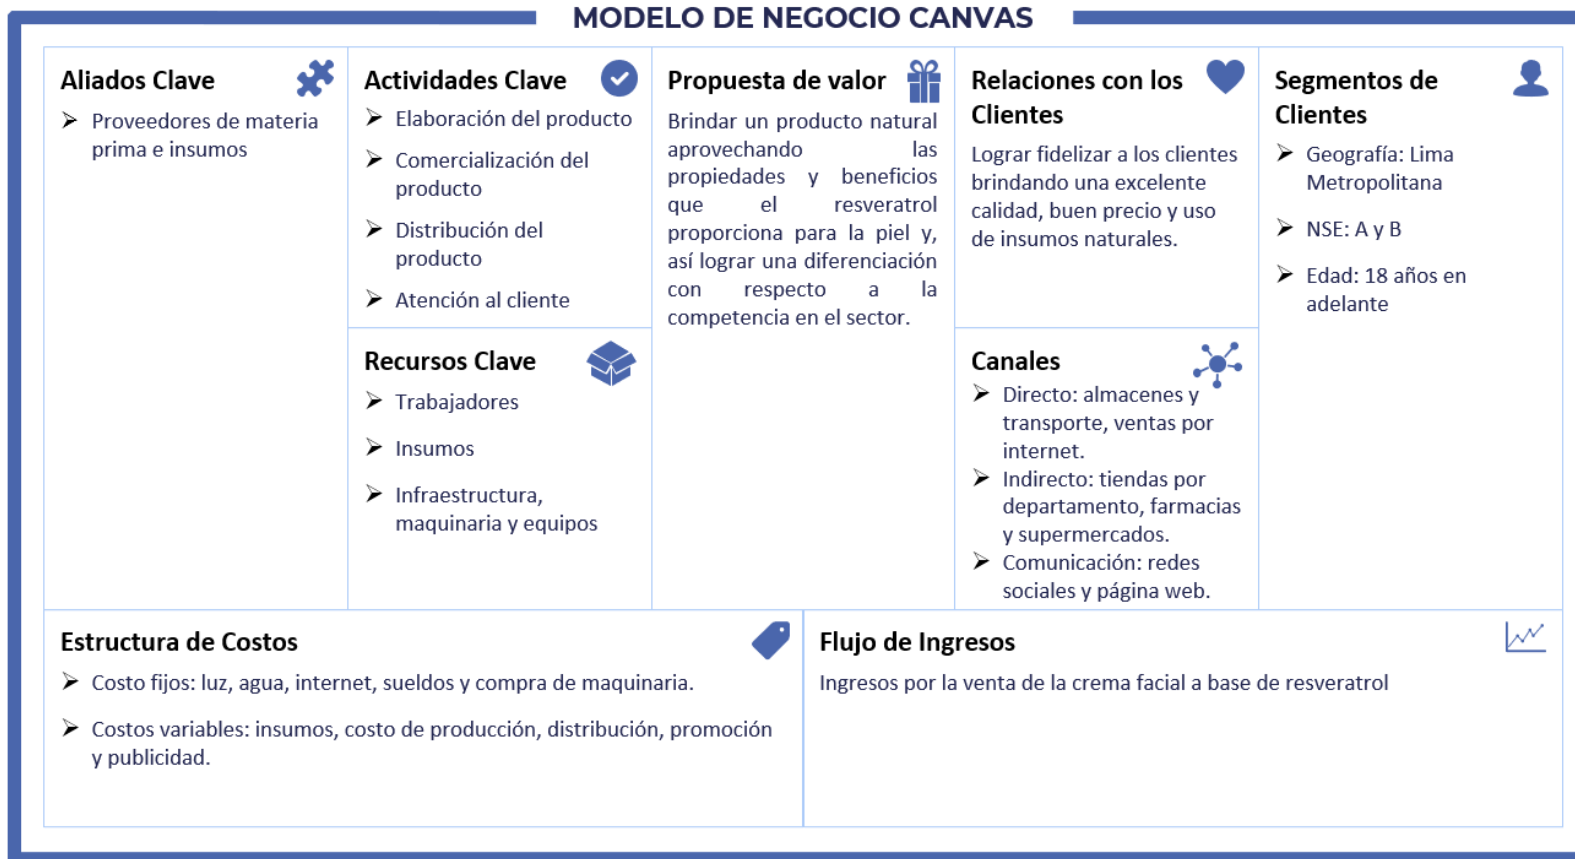 MODELO DE NEGOCIO CANVAS
Aliados Clave
➢ Proveedores de materia
prima e insumos
Actividades Clave
➢ Elaboración del producto
➢ Comercialización del
producto
➢ Distribución del
producto
➢ Atención al cliente
Recursos Clave
➢ Trabajadores
➢ Insumos
➢ Infraestructura,
maquinaria y equipos
Propuesta de valor
Brindar un producto natural
aprovechando las
propiedades y beneficios
que el resveratrol
proporciona para la piel y,
así lograr una diferenciación
con respecto a la
competencia en el sector.
Relaciones con los
Clientes
Lograr fidelizar a los clientes
brindando una excelente
calidad, buen precio y uso
de insumos naturales.
Canales
➢ Directo: almacenes y
transporte, ventas por
internet.
➢ Indirecto: tiendas por
departamento, farmacias
y supermercados.
➢ Comunicación: redes
sociales y página web.
Segmentos de
Clientes
➢ Geografía: Lima
Metropolitana
➢ NSE: A y B
➢ Edad: 18 años en
adelante
Estructura de Costos
➢ Costo fijos: luz, agua, internet, sueldos y compra de maquinaria.
➢ Costos variables: insumos, costo de producción, distribución, promoción
y publicidad.
Flujo de Ingresos
Ingresos por la venta de la crema facial a base de resveratrol